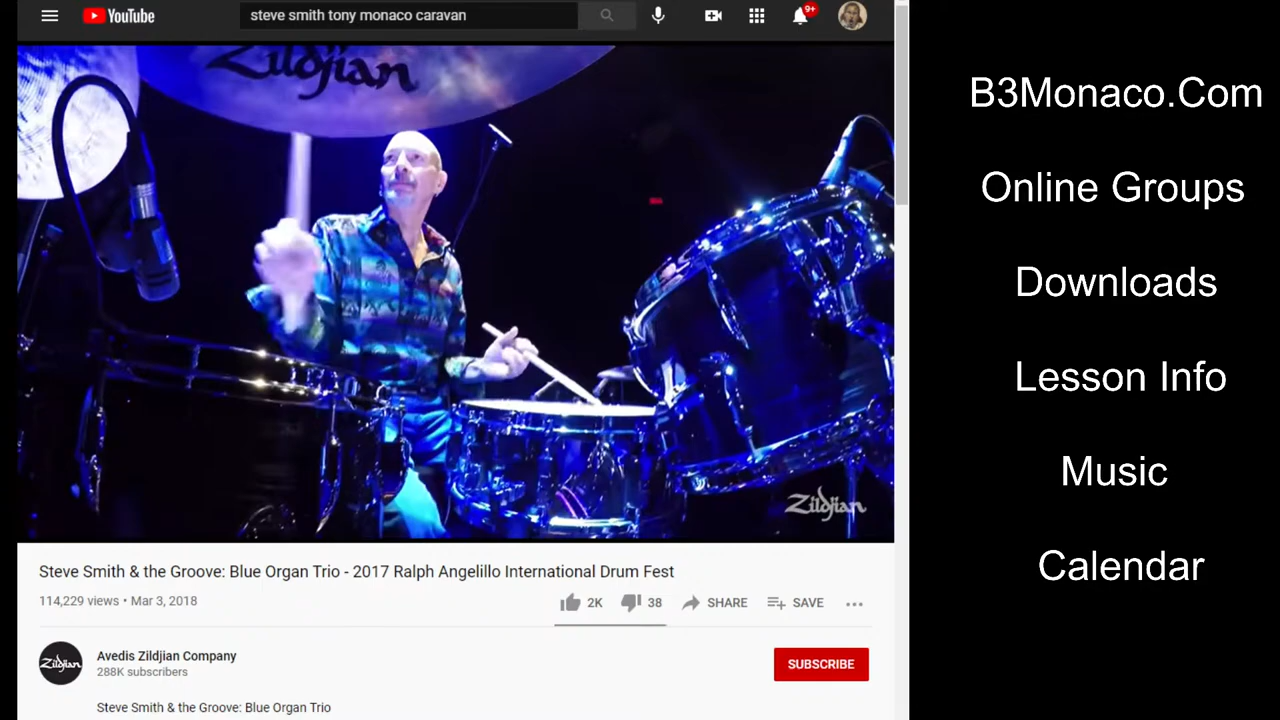 YouTube
steve smith tony monaco caravan
9+
Zildjian
Zildjian
Steve Smith & the Groove: Blue Organ Trio - 2017 Ralph Angelillo International Drum Fest
114,229 views • Mar 3, 2018
2K 38 SHARE SAVE
Zildjian
Avedis Zildjian Company
288K subscribers
SUBSCRIBE
Steve Smith & the Groove: Blue Organ Trio
B3Monaco.Com
Online Groups
Downloads
Lesson Info
Music
Calendar